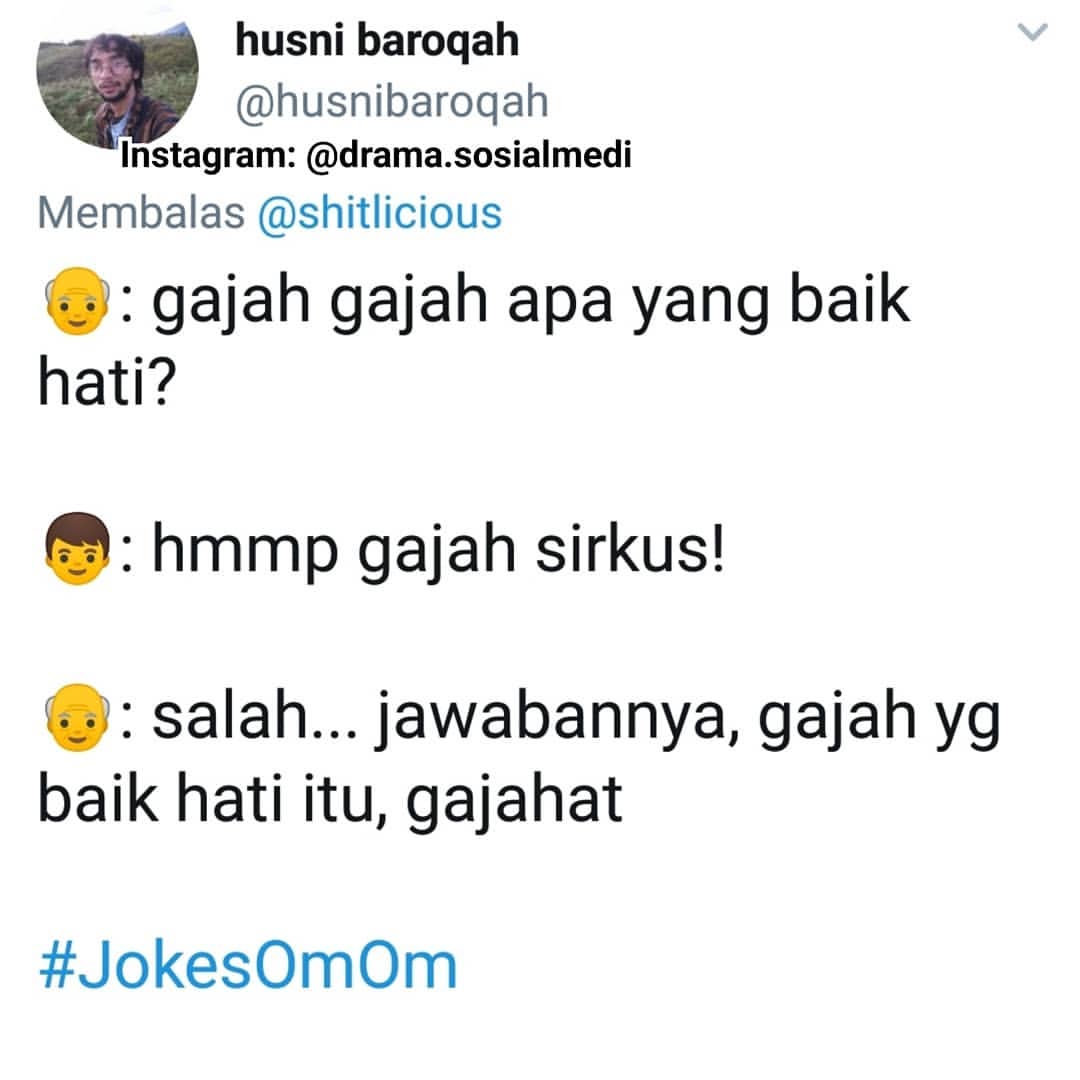 husni baroqah
@husnibaroqah
Instagram: @drama.sosialmedi
Membalas @shitlicious
👴: gajah gajah apa yang baik
hati?
👦: hmmp gajah sirkus!
👴: salah... jawabannya, gajah yg
baik hati itu, gajahat
#JokesOmOm